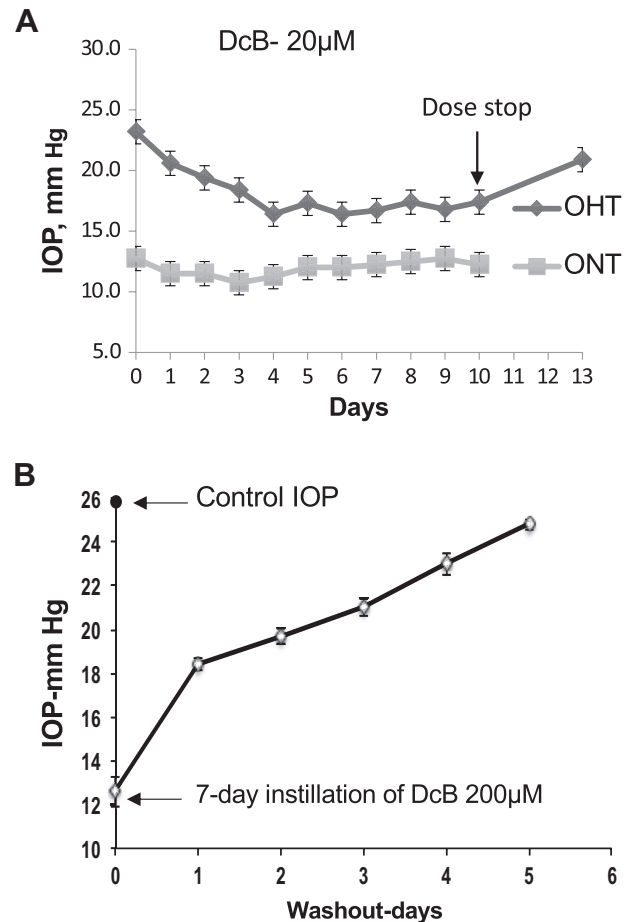 A
DcB- 20µM
30.0
25.0
20.0
15.0
10.0
5.0
IOP, mm Hg
Dose stop
OHT
ONT
0 1 2 3 4 5 6 7 8 9 10 11 12 13
Days
B
26
24
22
20
18
16
14
12
10
IOP-mm Hg
Control IOP
7-day instillation of DcB 200µM
0 1 2 3 4 5 6
Washout-days